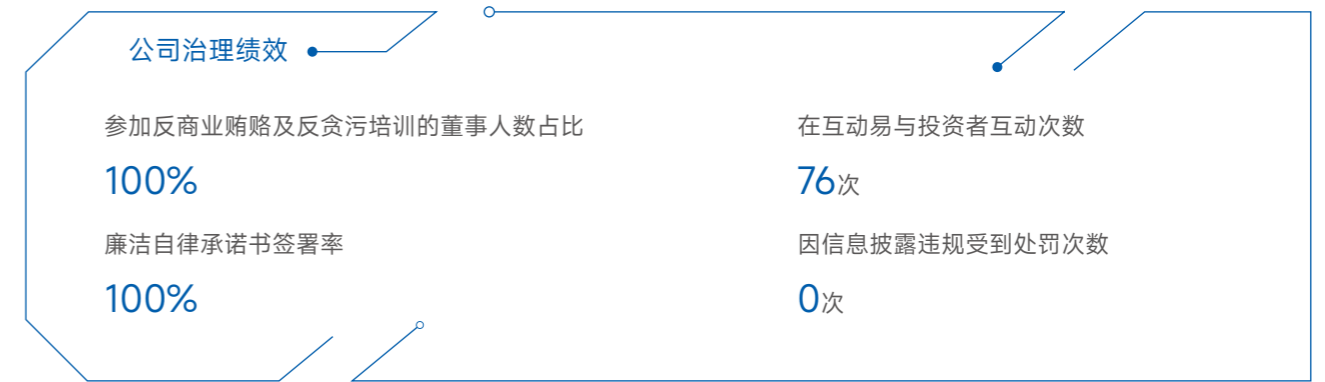 公司治理绩效
参加反商业贿赂及反贪污培训的董事人数占比
100%
廉洁自律承诺书签署率
100%
在互动易与投资者互动次数
76次
因信息披露违规受到处罚次数
0次